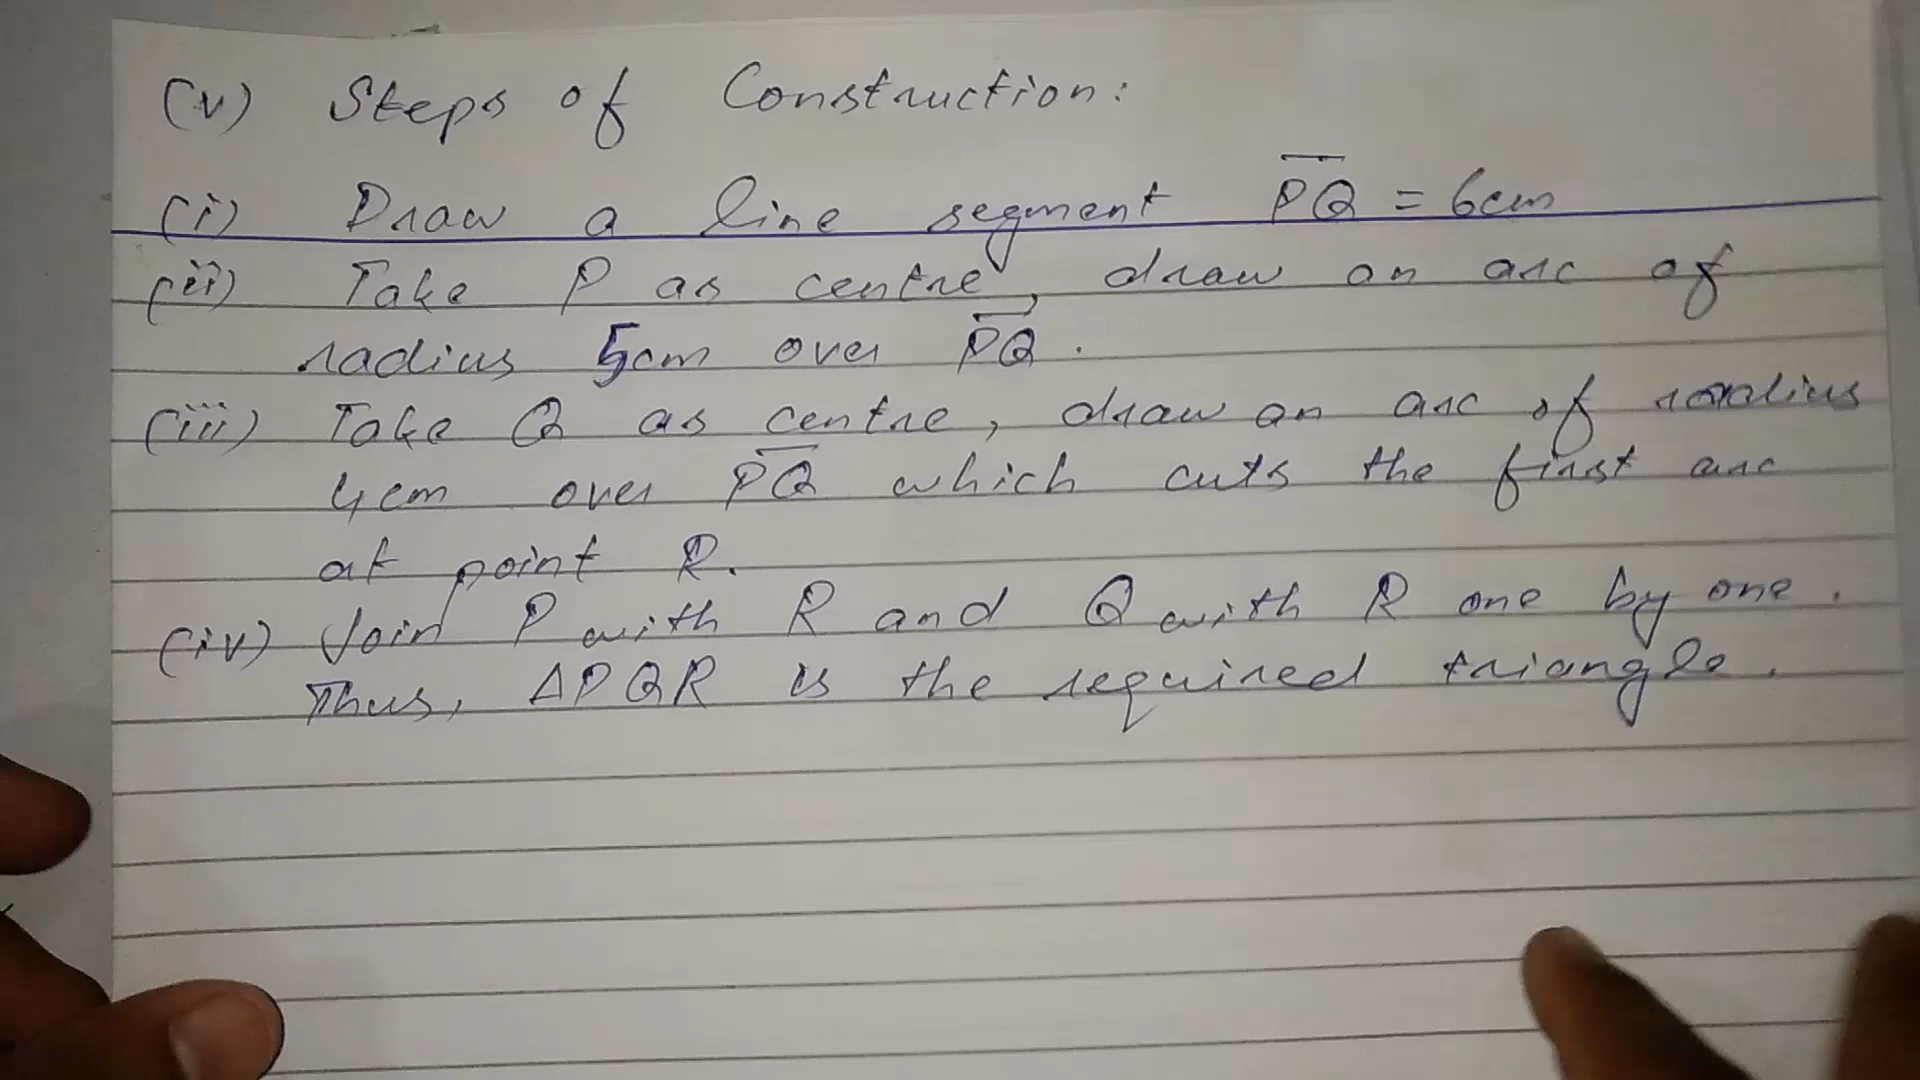 (v) Steps of Construction:
(i) Draw a line segment P̅Q̅ = 6cm
(ii) Take P as centre, draw an arc of
radius 5cm over P̅Q̅.
(iii) Take Q as centre, draw an arc of radius
4cm over P̅Q̅ which cuts the first arc
at point R.
(iv) Join P with R and Q with R one by one.
Thus, ΔPQR is the required triangle.